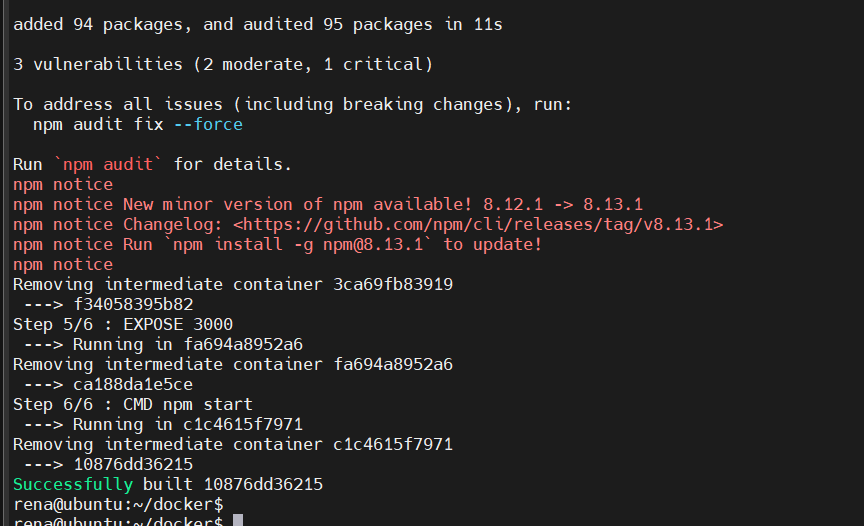 added 94 packages, and audited 95 packages in 11s
3 vulnerabilities (2 moderate, 1 critical)
To address all issues (including breaking changes), run:
  npm audit fix --force
Run `npm audit` for details.
npm notice
npm notice New minor version of npm available! 8.12.1 -> 8.13.1
npm notice Changelog: <https://github.com/npm/cli/releases/tag/v8.13.1>
npm notice Run `npm install -g npm@8.13.1` to update!
npm notice
Removing intermediate container 3ca69fb83919
 ---> f34058395b82
Step 5/6 : EXPOSE 3000
 ---> Running in fa694a8952a6
Removing intermediate container fa694a8952a6
 ---> ca188da1e5ce
Step 6/6 : CMD npm start
 ---> Running in c1c4615f7971
Removing intermediate container c1c4615f7971
 ---> 10876dd36215
Successfully built 10876dd36215
rena@ubuntu:~/docker$
rena@ubuntu:~/docker$